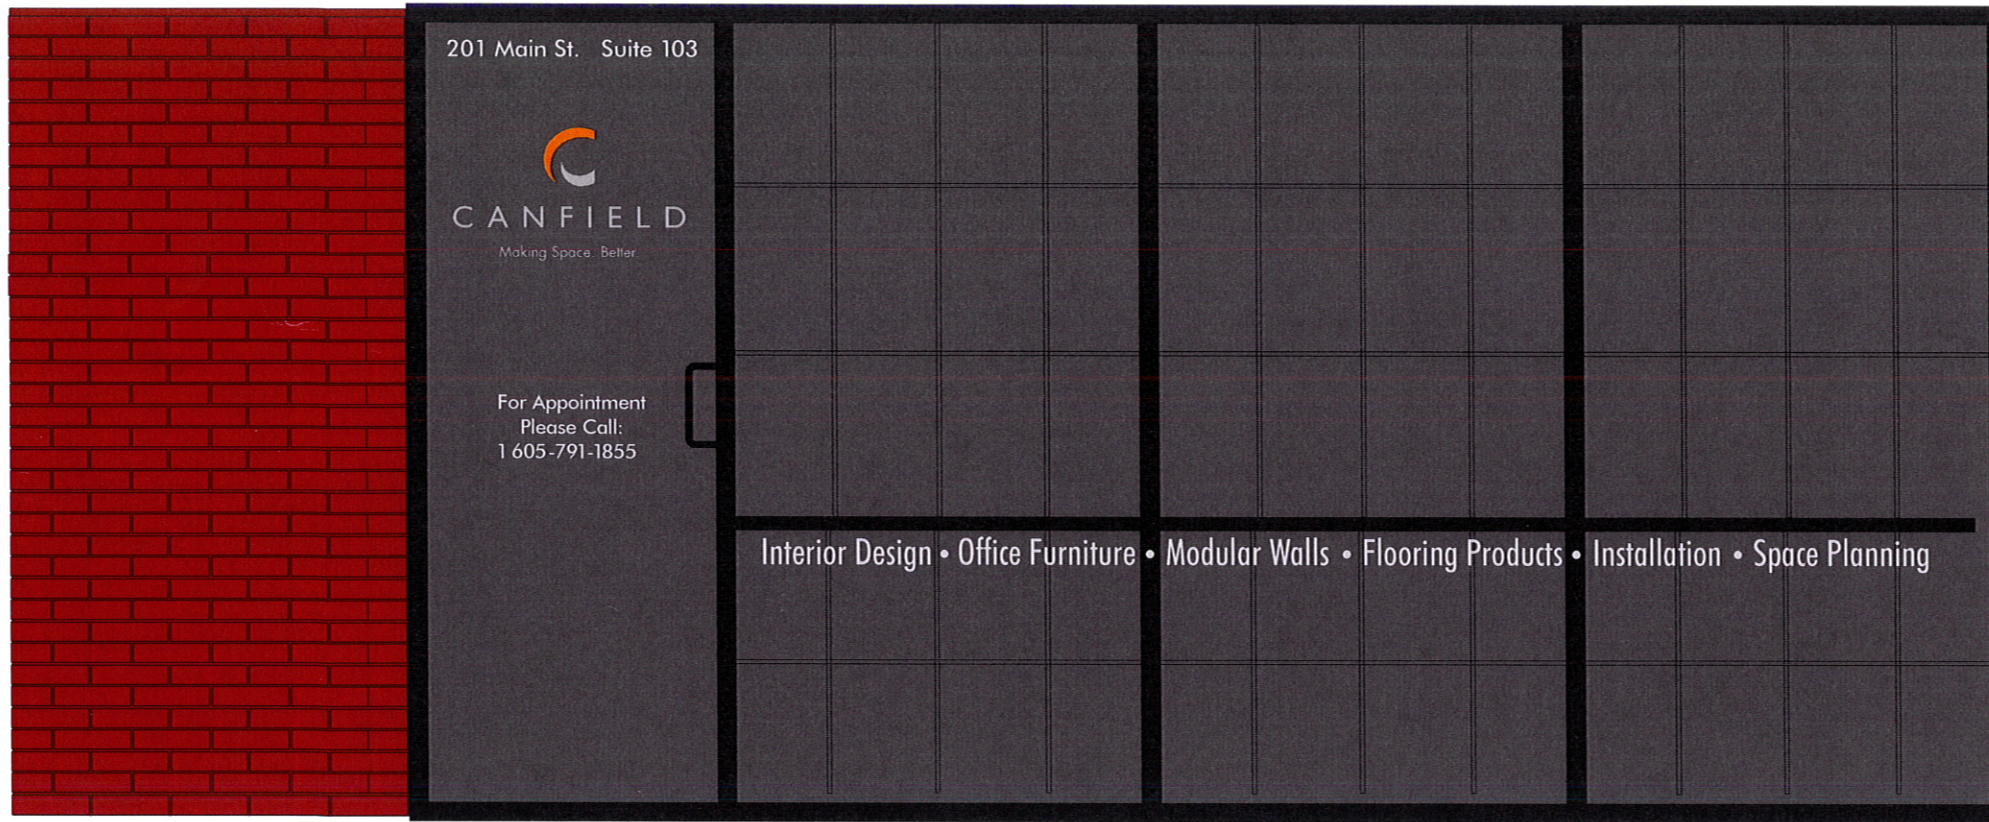 201 Main St. Suite 103
CANFIELD
Making Space. Better.
For Appointment
Please Call:
1 605-791-1855
Interior Design • Office Furniture • Modular Walls • Flooring Products • Installation • Space Planning